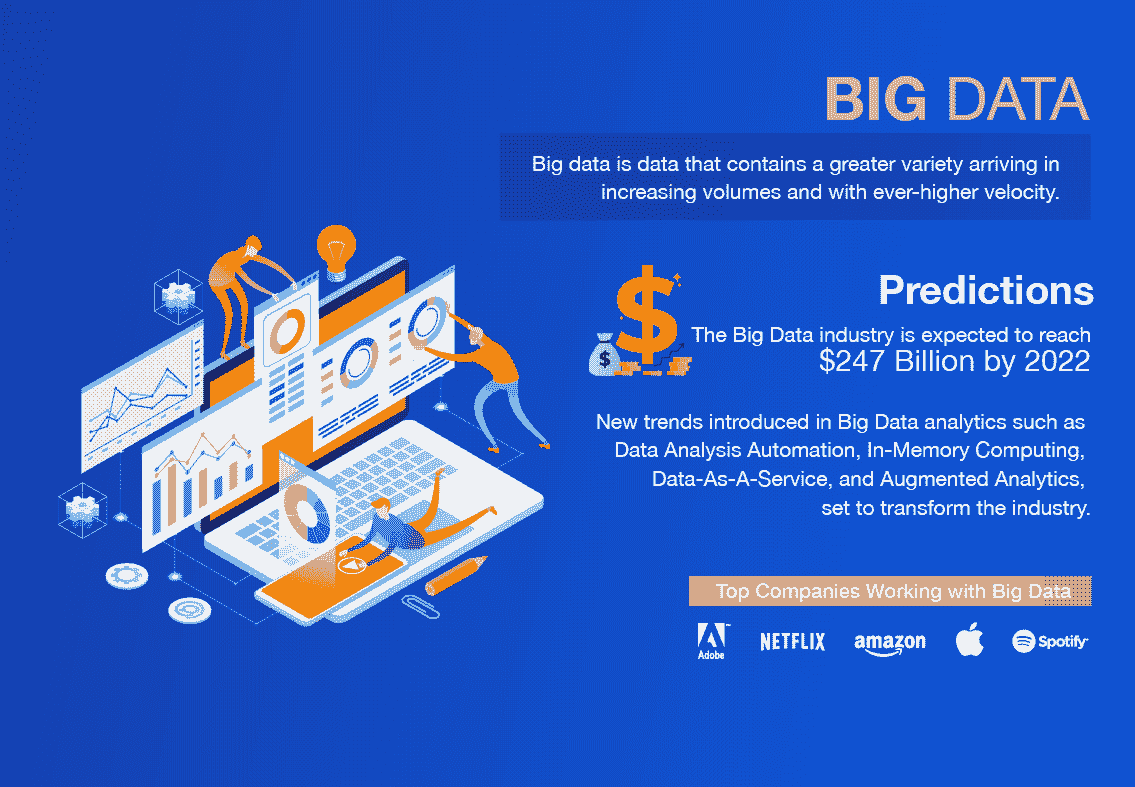 BIG DATA
Big data is data that contains a greater variety arriving in
increasing volumes and with ever-higher velocity.
Predictions
The Big Data industry is expected to reach
$247 Billion by 2022
New trends introduced in Big Data analytics such as
Data Analysis Automation, In-Memory Computing,
Data-As-A-Service, and Augmented Analytics,
set to transform the industry.
Top Companies Working with Big Data
Adobe NETFLIX amazon Spotify